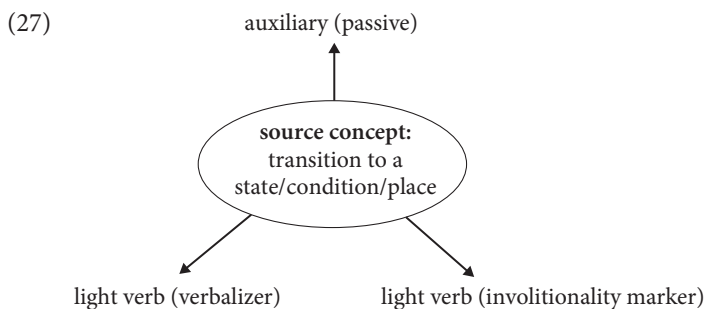 (27)
auxiliary (passive)
source concept:
transition to a
state/condition/place
light verb (verbalizer)
light verb (involitionality marker)